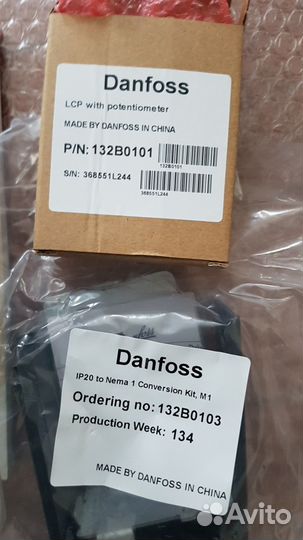 Danfoss
LCP with potentiometer
MADE BY DANFOSS IN CHINA
P/N: 132B0101
132B0101
S/N: 368551L244
368551L244
Danfoss
Danfoss
IP20 to Nema 1 Conversion Kit, M1
Ordering no: 132B0103
Production Week: 134
MADE BY DANFOSS IN CHINA
Avito